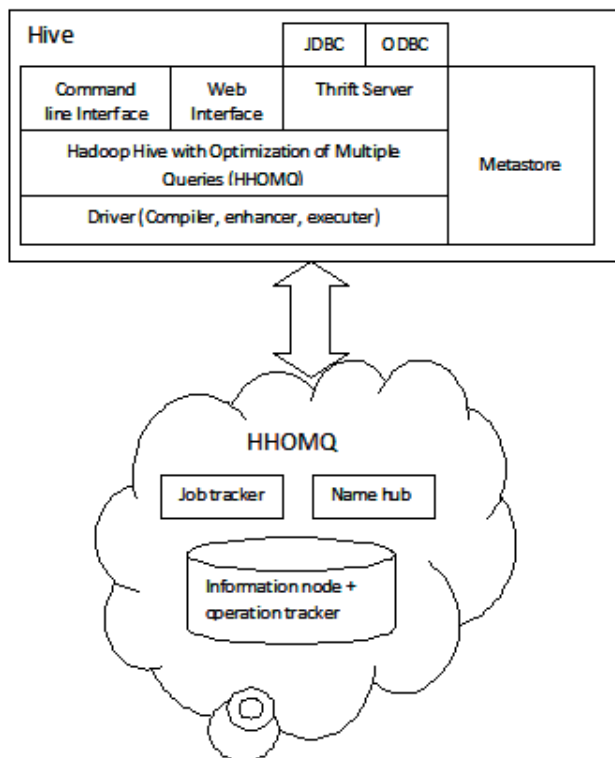 Hive
JDBC
ODBC
Command
line Interface
Web
Interface
Thrift Server
Metastore
Hadoop Hive with Optimization of Multiple
Queries (HHOMQ)
Driver (Compiler, enhancer, executer)
HHOMQ
Job tracker
Name hub
Information node +
operation tracker